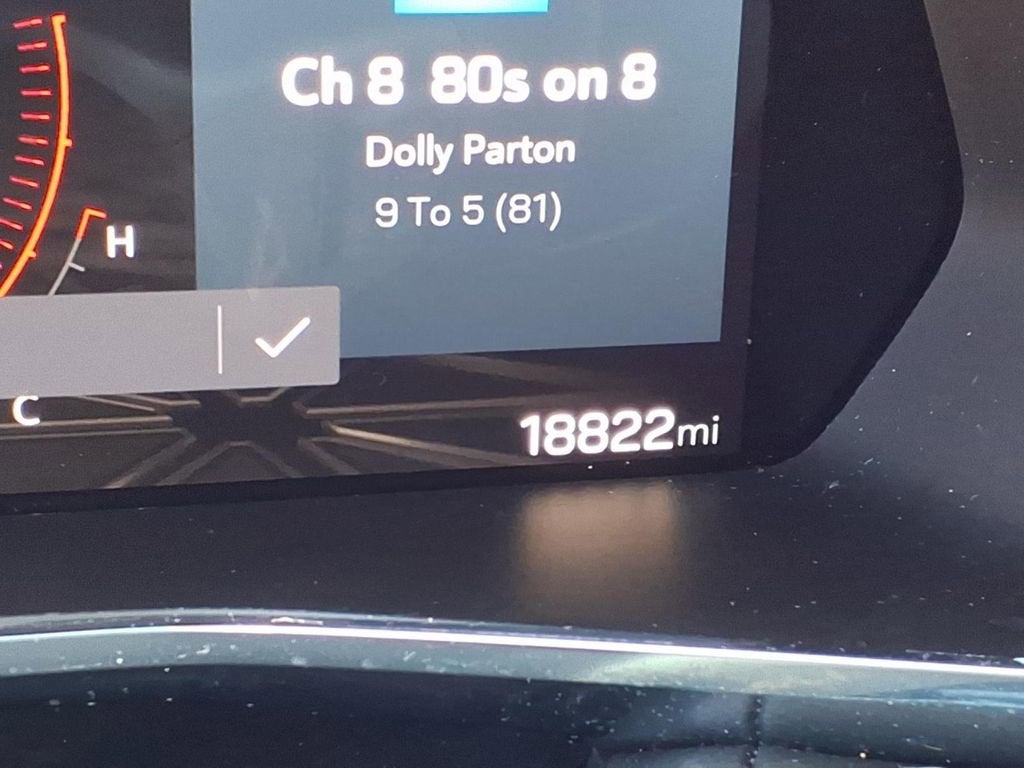 Ch 8 80s on 8
Dolly Parton
9 To 5 (81)
H
C
18822mi